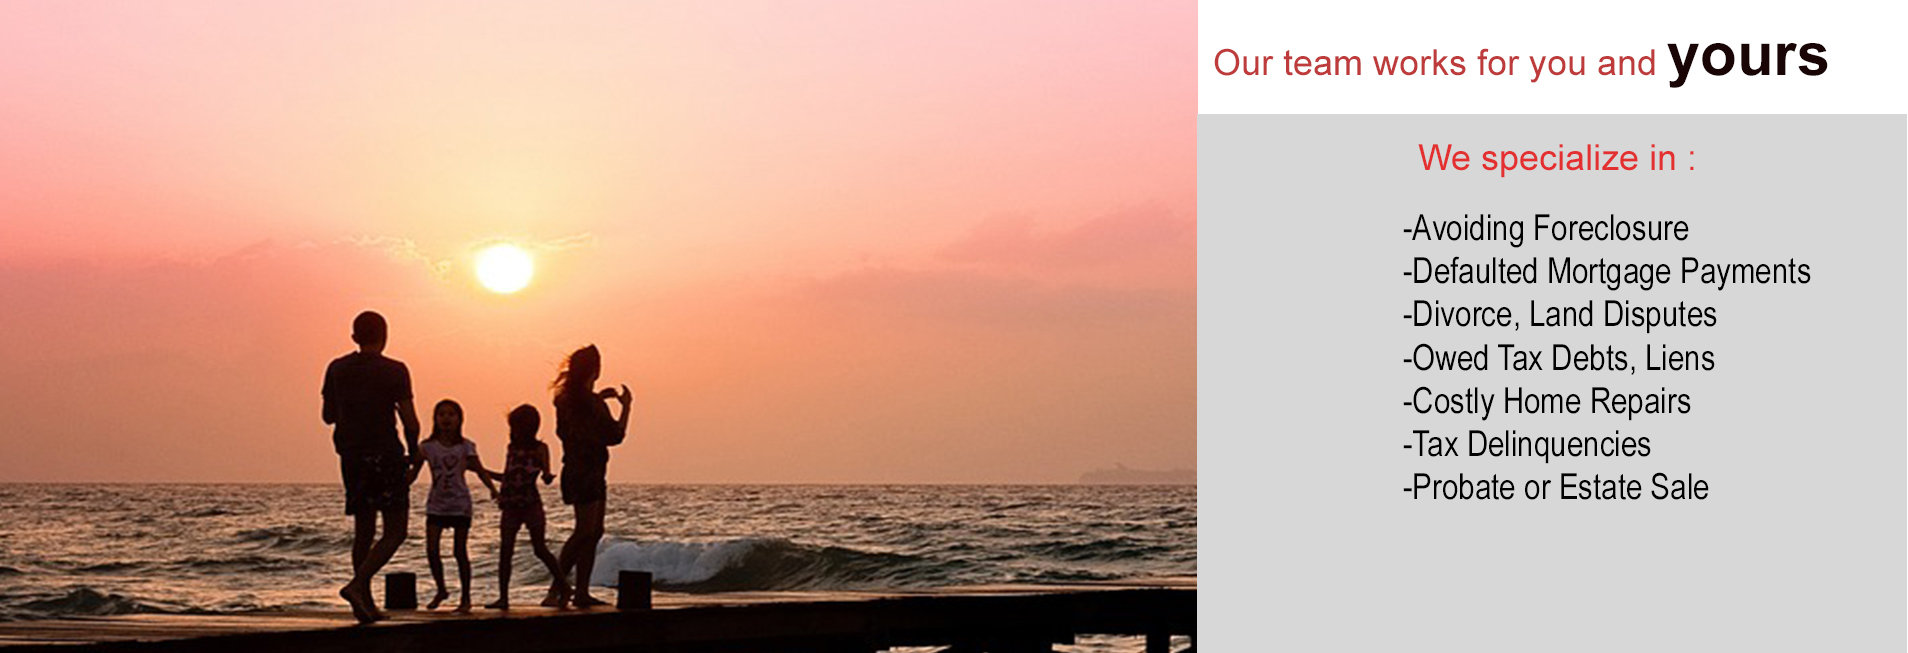 Our team works for you and yours
We specialize in :
-Avoiding Foreclosure
-Defaulted Mortgage Payments
-Divorce, Land Disputes
-Owed Tax Debts, Liens
-Costly Home Repairs
-Tax Delinquencies
-Probate or Estate Sale